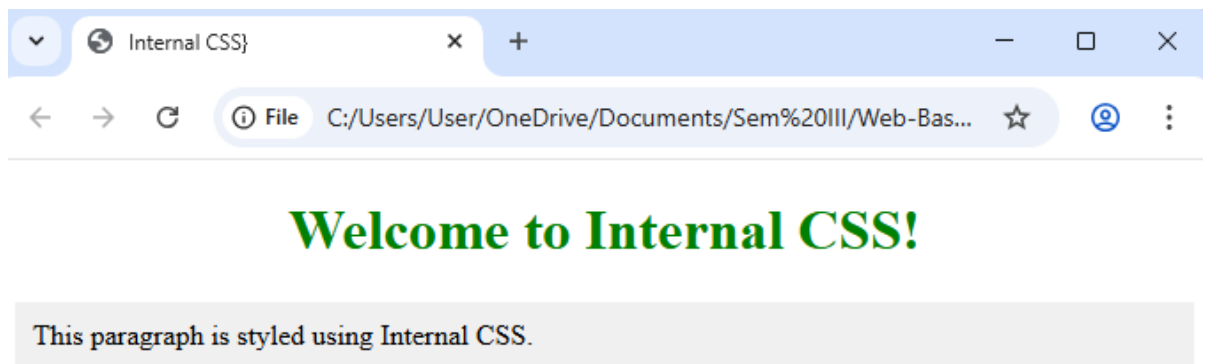 Internal CSS}
File C:/Users/User/OneDrive/Documents/Sem%20III/Web-Bas...
Welcome to Internal CSS!
This paragraph is styled using Internal CSS.